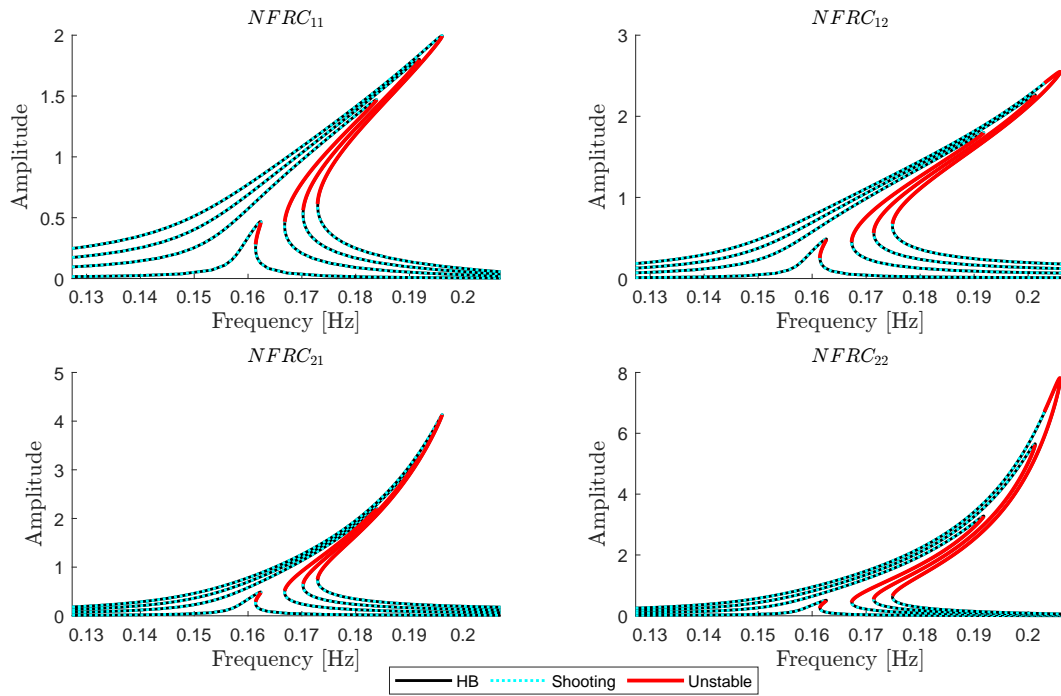 NFRC11
NFRC12
2
1.5
1
0.5
0
Amplitude
0.13 0.14 0.15 0.16 0.17 0.18 0.19 0.2
Frequency [Hz]
3
2
1
0
Amplitude
0.13 0.14 0.15 0.16 0.17 0.18 0.19 0.2
Frequency [Hz]
NFRC21
NFRC22
5
4
3
2
1
0
Amplitude
0.13 0.14 0.15 0.16 0.17 0.18 0.19 0.2
Frequency [Hz]
8
6
4
2
0
Amplitude
0.13 0.14 0.15 0.16 0.17 0.18 0.19 0.2
Frequency [Hz]
HB Shooting Unstable